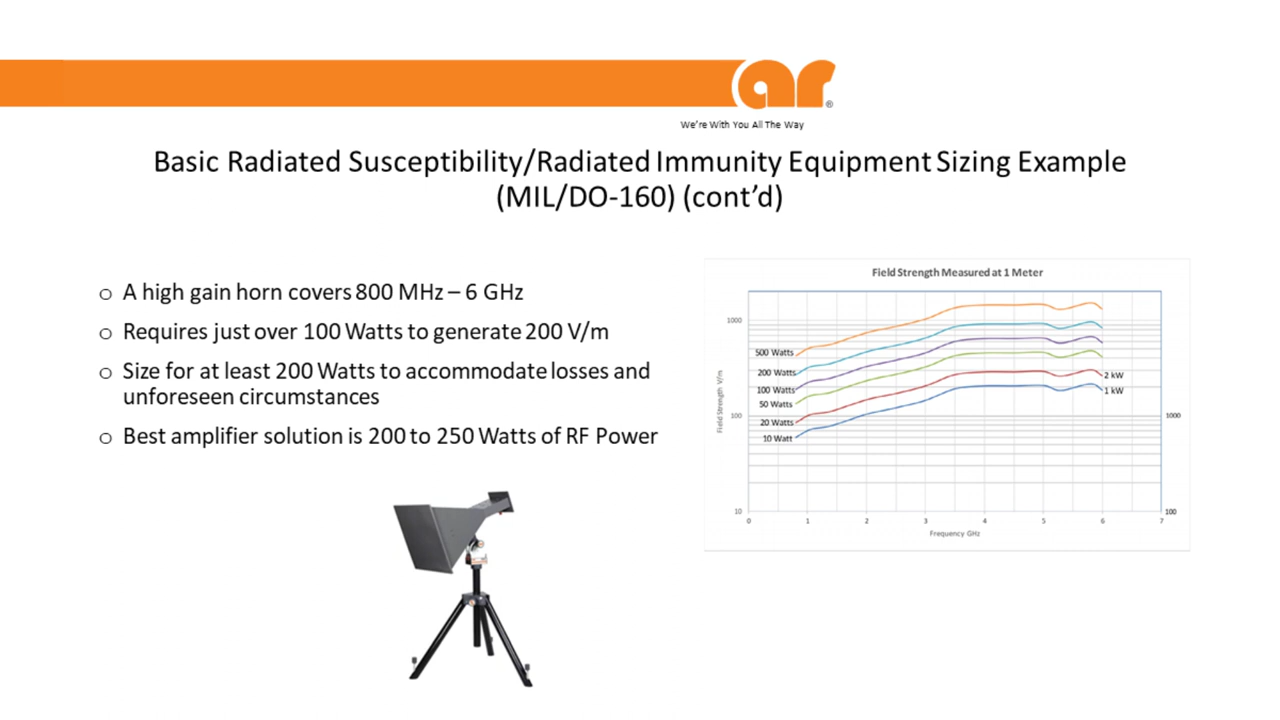 ar®
We're With You All The Way
Basic Radiated Susceptibility/Radiated Immunity Equipment Sizing Example
(MIL/DO-160) (cont'd)
o A high gain horn covers 800 MHz – 6 GHz
o Requires just over 100 Watts to generate 200 V/m
o Size for at least 200 Watts to accommodate losses and
unforeseen circumstances
o Best amplifier solution is 200 to 250 Watts of RF Power
Field Strength Measured at 1 Meter
1000
500 Watts
200 Watts
2 kW
100 Watts
1 kW
50 Watts
100
1000
20 Watts
10 Watt
Field Strength V/m
10
100
0 1 2 3 4 5 6 7
Frequency GHz